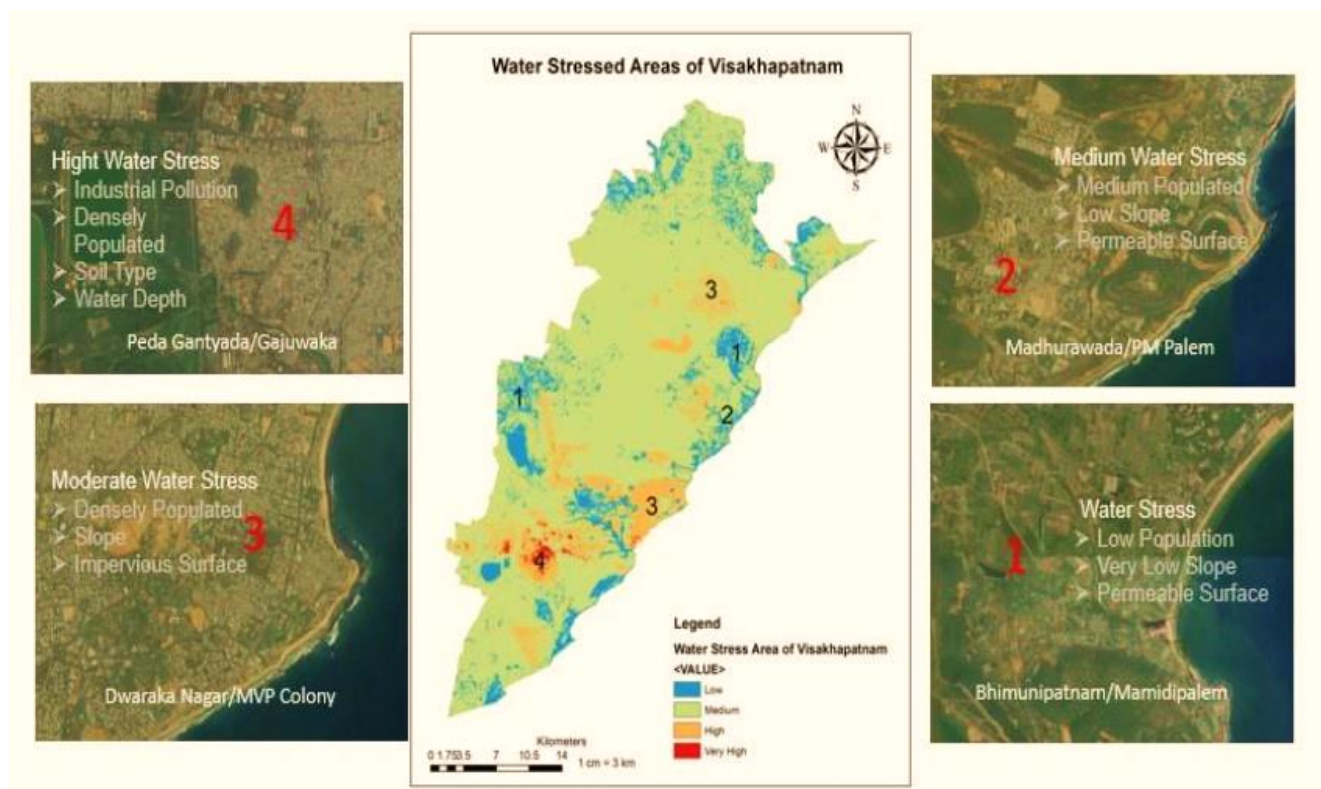 Water Stressed Areas of Visakhapatnam
N
W
E
S
3
1
1
2
3
4
Legend
Water Stress Area of Visakhapatnam
<VALUE>
Low
Medium
High
Very High
Kilometers
0 1.753.5 7 10.5 14
1 cm = 3 km
Hight Water Stress
➢ Industrial Pollution
➢ Densely
Populated
➢ Soil Type
➢ Water Depth
4
Peda Gantyada/Gajuwaka
Medium Water Stress
➢ Medium Populated
➢ Low Slope
➢ Permeable Surface
2
Madhurawada/PM Palem
Moderate Water Stress
➢ Densely Populated
➢ Slope
➢ Impervious Surface
3
Dwaraka Nagar/MVP Colony
Water Stress
➢ Low Population
➢ Very Low Slope
➢ Permeable Surface
1
Bhimunipatnam/Mamidipalem